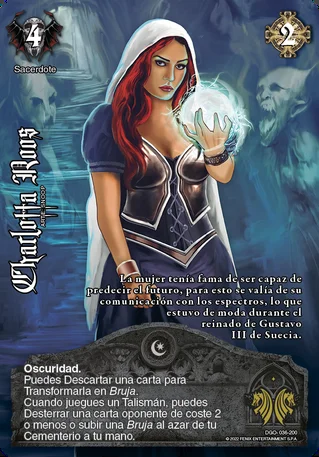 4
2
Sacerdote
Charlotta Roos
La mujer tenía fama de ser capaz de
predecir el futuro, para esto se valía de su
comunicación con los espectros, lo que
estuvo de moda durante el
reinado de Gustavo
III de Suecia.
Oscuridad.
Puedes Descartar una carta para
Transformarla en Bruja.
Cuando juegues un Talismán, puedes
Desterrar una carta oponente de coste 2
o menos o subir una Bruja al azar de tu
Cementerio a tu mano.
DGO- 036-200
© 2022 FENIX ENTERTAINMENT S.P.A.